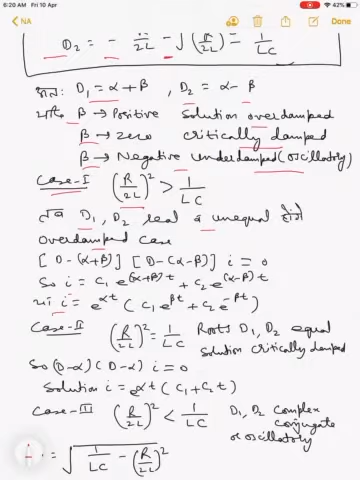 6:20 AM Fri 10 Apr
42%
NA
D₂ = - R/2L - √(R/2L)² = 1/LC
अतः D₁ = α + β , D₂ = α - β
यदि β → Positive Solution overdamped
β → zero critically damped
β → Negative underdamped (oscillatory)
Case-I (R/2L)² > 1/LC
तब D₁, D₂ real व unequal होंगे
Overdamped Case
[D - (α+β)] [D - (α-β)] i = 0
So i = C₁ e^(α+β)t + C₂ e^(α-β)t
या i = e^αt (C₁ e^βt + C₂ e^-βt)
Case-II (R/2L)² = 1/LC Roots D₁, D₂ equal
Solution critically damped
So (D-α) (D-α) i = 0
Solution i = e^αt (C₁ + C₂ t)
Case-III (R/2L)² < 1/LC D₁, D₂ complex
conjugate
or oscillatory
= √(1/LC - (R/2L)²)